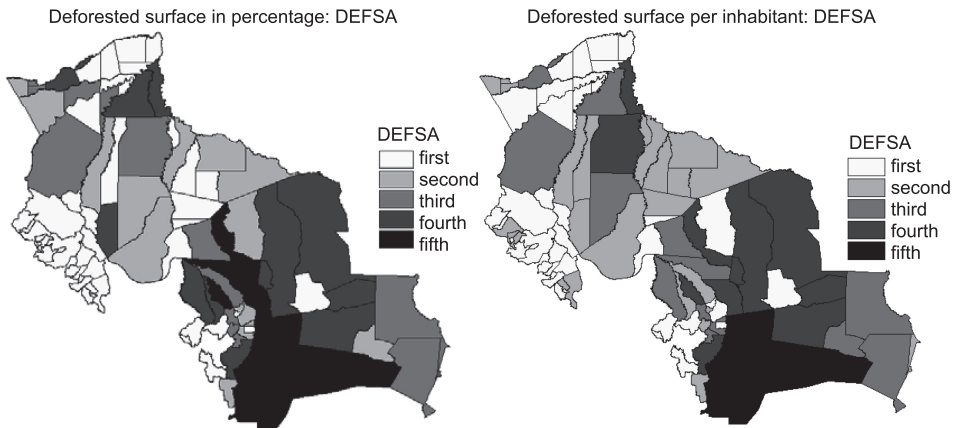 Deforested surface in percentage: DEFSA
DEFSA
first
second
third
fourth
fifth
Deforested surface per inhabitant: DEFSA
DEFSA
first
second
third
fourth
fifth